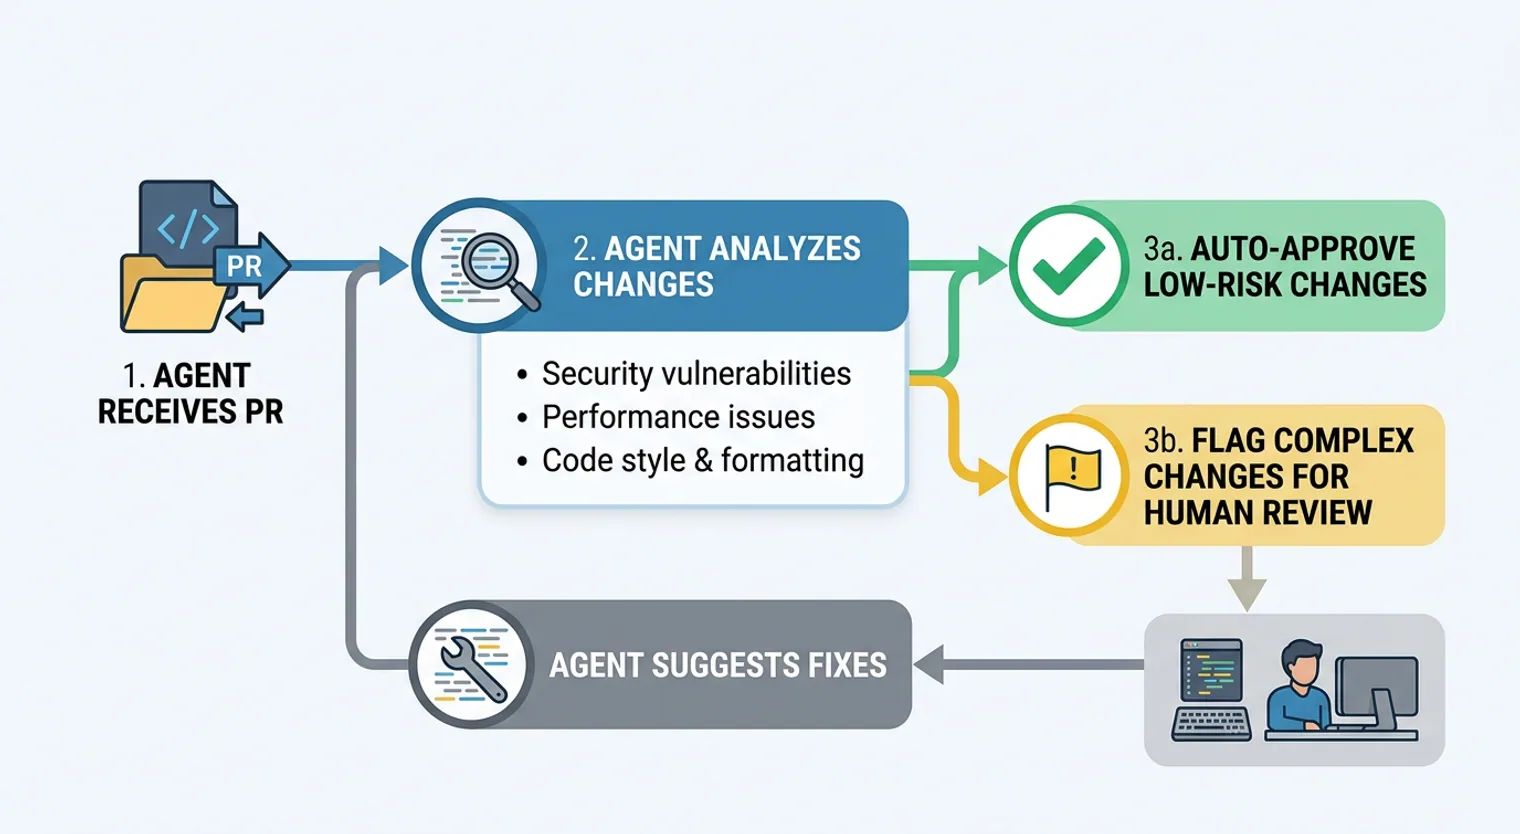 </>
PR
1. AGENT
RECEIVES PR
2. AGENT ANALYZES
CHANGES
• Security vulnerabilities
• Performance issues
• Code style & formatting
3a. AUTO-APPROVE
LOW-RISK CHANGES
!
3b. FLAG COMPLEX
CHANGES FOR
HUMAN REVIEW
AGENT SUGGESTS FIXES